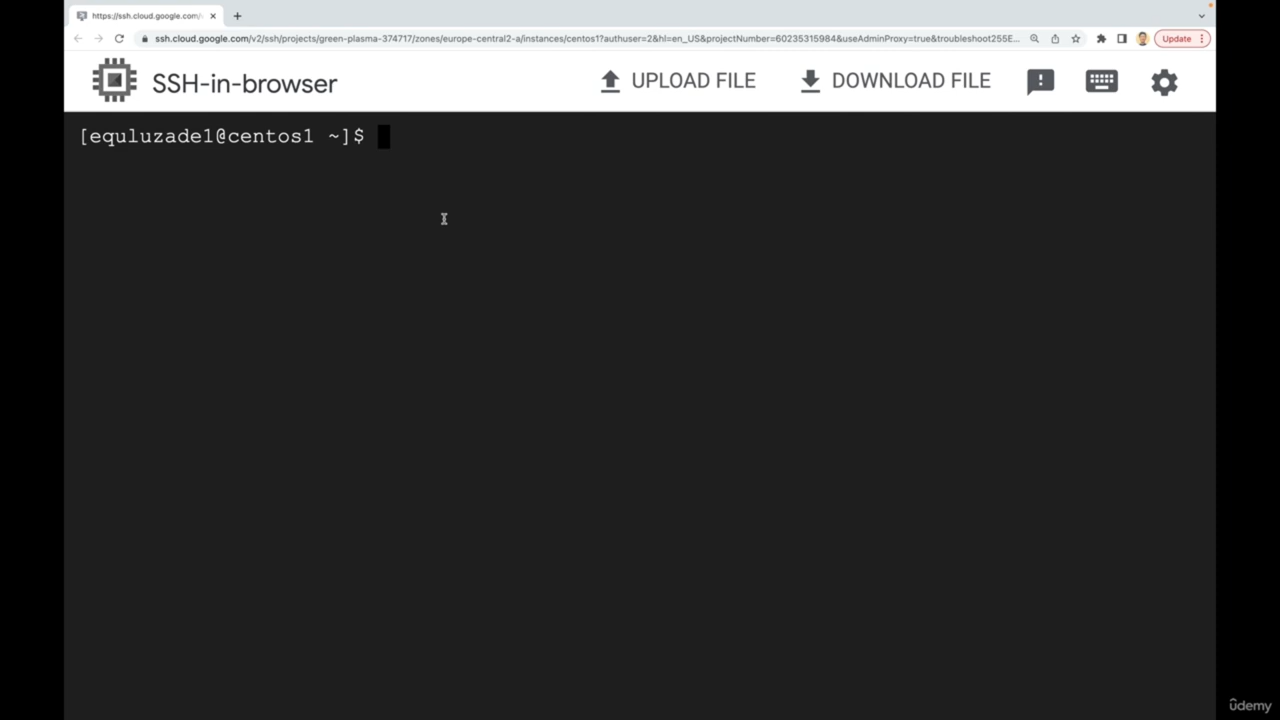 https://ssh.cloud.google.com/
ssh.cloud.google.com/v2/ssh/projects/green-plasma-374717/zones/europe-central2-a/instances/centos1?authuser=2&hl=en_US&projectNumber=60235315984&useAdminProxy=true&troubleshoot255E...
Update
SSH-in-browser
UPLOAD FILE
DOWNLOAD FILE
[equluzade1@centos1 ~]$
ûdemy